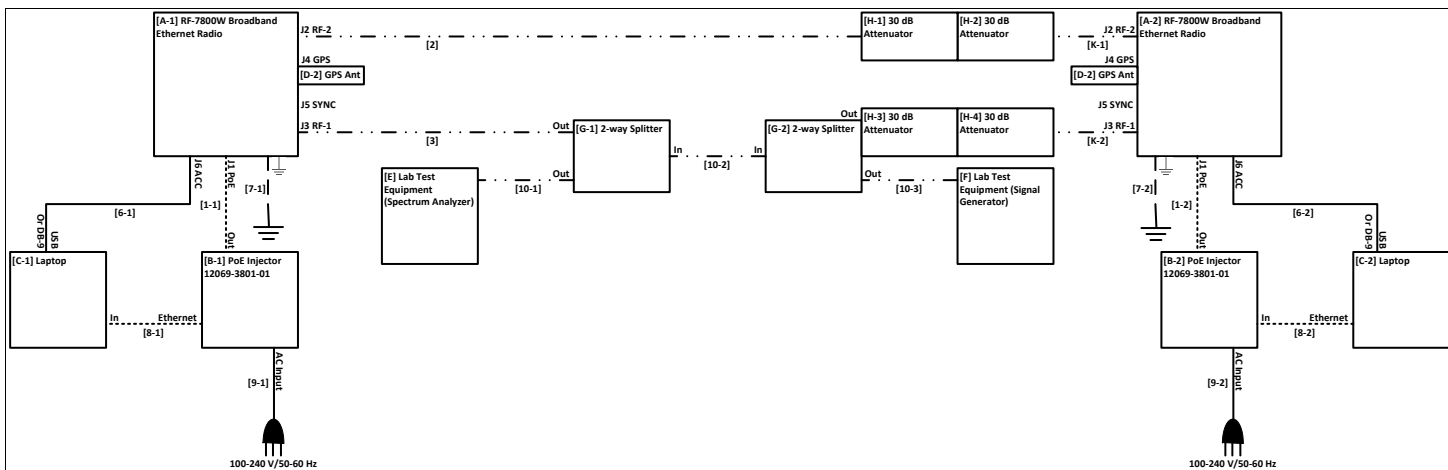 [A-1] RF-7800W Broadband
Ethernet Radio
J2 RF-2
J4 GPS
[D-2] GPS Ant
J5 SYNC
J3 RF-1
J6 ACC
J1 PoE
[2]
[H-1] 30 dB
Attenuator
[H-2] 30 dB
Attenuator
[K-1]
[A-2] RF-7800W Broadband
Ethernet Radio
J2 RF-2
J4 GPS
[D-2] GPS Ant
J5 SYNC
J3 RF-1
J1 PoE
J6 ACC
[3]
Out
[G-1] 2-way Splitter
In
[10-2]
In
[G-2] 2-way Splitter
Out
[H-3] 30 dB
Attenuator
[H-4] 30 dB
Attenuator
[K-2]
[E] Lab Test
Equipment
(Spectrum Analyzer)
[10-1]
Out
Out
[10-3]
[F] Lab Test
Equipment (Signal
Generator)
[7-1]
[1-1]
[6-1]
USB
Or DB-9
Out
[C-1] Laptop
[B-1] PoE Injector
12069-3801-01
In
Ethernet
[8-1]
AC Input
[9-1]
100-240 V/50-60 Hz
[7-2]
[1-2]
[6-2]
Out
USB
Or DB-9
[B-2] PoE Injector
12069-3801-01
[C-2] Laptop
In
Ethernet
[8-2]
AC Input
[9-2]
100-240 V/50-60 Hz